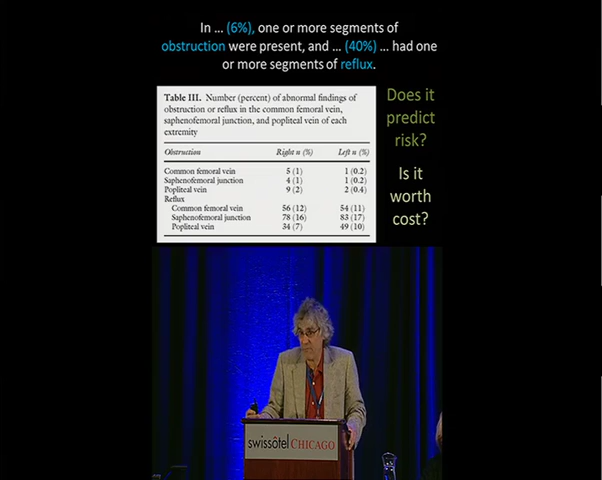 In ... (6%), one or more segments of
obstruction were present, and ... (40%) ... had one
or more segments of reflux.
Table III. Number (percent) of abnormal findings of
obstruction or reflux in the common femoral vein,
saphenofemoral junction, and popliteal vein of each
extremity
Obstruction Right n (%) Left n (%)
Common femoral vein 5 (1) 1 (0.2)
Saphenofemoral junction 4 (1) 1 (0.2)
Popliteal vein 9 (2) 2 (0.4)
Reflux
Common femoral vein 56 (12) 54 (11)
Saphenofemoral junction 78 (16) 83 (17)
Popliteal vein 34 (7) 49 (10)
Does it
predict
risk?
Is it
worth
cost?
swissôtel CHICAGO